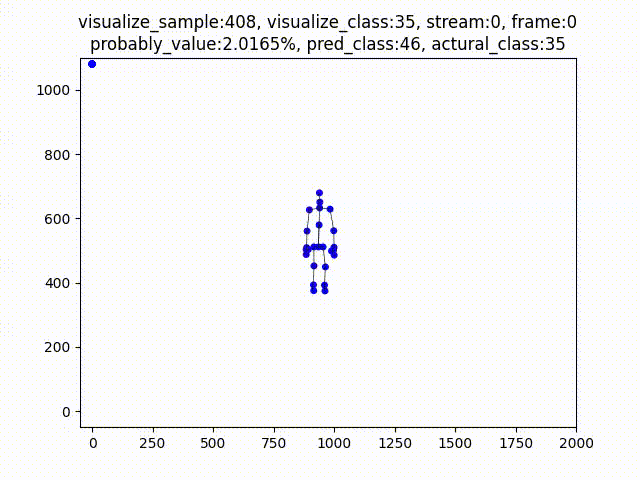 visualize_sample:408, visualize_class:35, stream:0, frame:0
probably_value:2.0165%, pred_class:46, actural_class:35
1000
800
600
400
200
0
0 250 500 750 1000 1250 1500 1750 2000